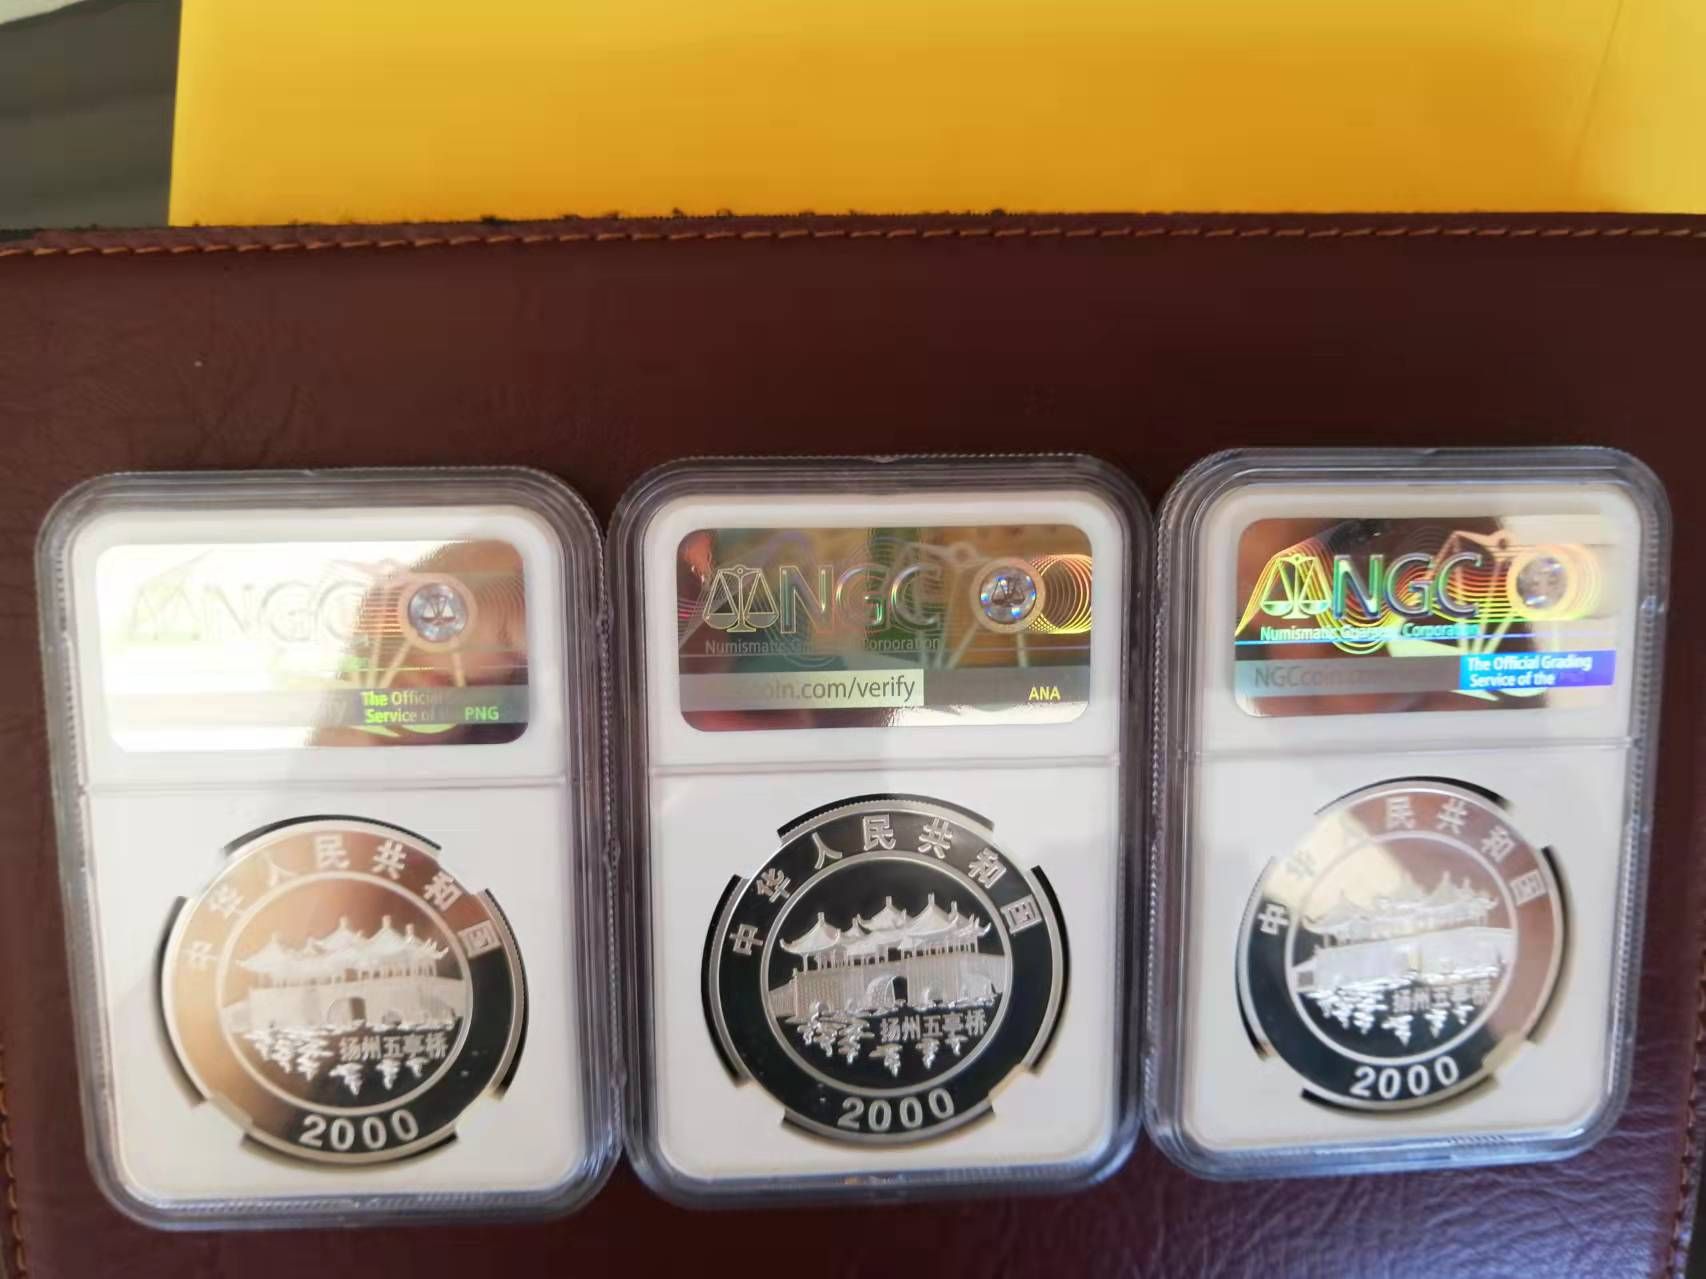 NGC
The Official
Service of
PNG
中华人民共和国
扬州五亭桥
2000
NGC
Numismatic Corporation
coin.com/verify
ANA
中华人民共和国
扬州五亭桥
2000
NGC
Numismatic Guaranty Corporation
NGCcoin
The Official Grading
Service of the
中华人民共和国
扬州五亭桥
2000